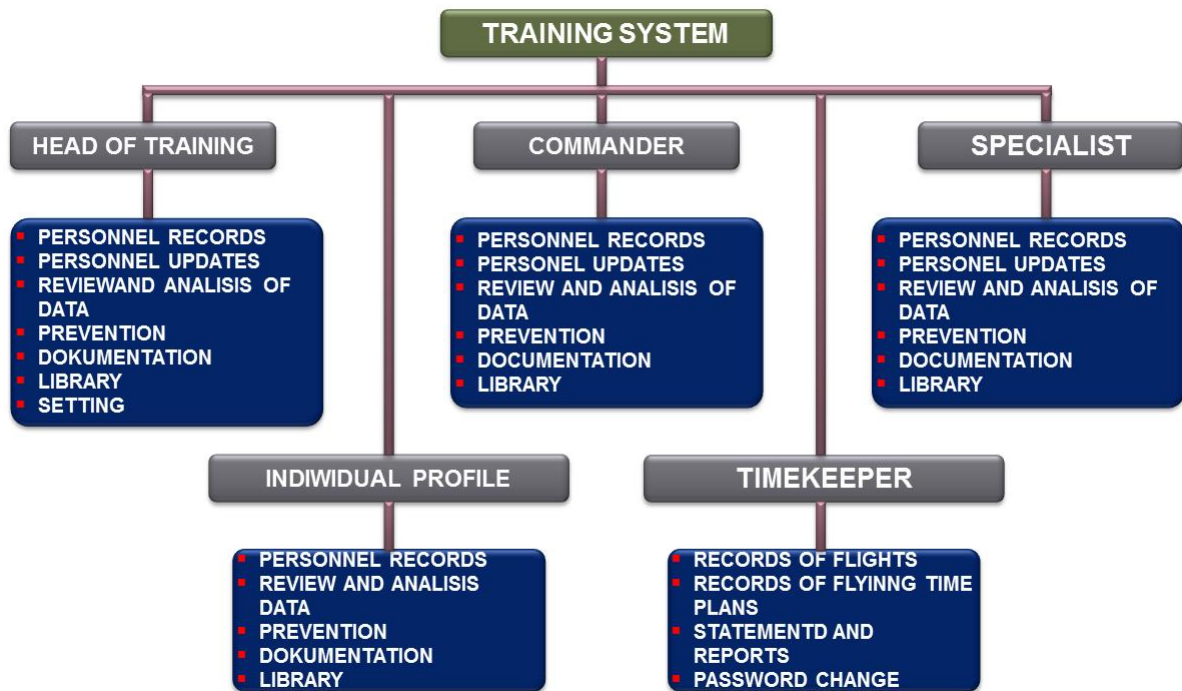 TRAINING SYSTEM
HEAD OF TRAINING
PERSONNEL RECORDS
PERSONNEL UPDATES
REVIEWAND ANALISIS OF
DATA
PREVENTION
DOKUMENTATION
LIBRARY
SETTING
COMMANDER
PERSONNEL RECORDS
PERSONEL UPDATES
REVIEW AND ANALISIS OF
DATA
PREVENTION
DOCUMENTATION
LIBRARY
SPECIALIST
PERSONNEL RECORDS
PERSONEL UPDATES
REVIEW AND ANALISIS OF
DATA
PREVENTION
DOCUMENTATION
LIBRARY
INDIWIDUAL PROFILE
PERSONNEL RECORDS
REVIEW AND ANALISIS
DATA
PREVENTION
DOKUMENTATION
LIBRARY
TIMEKEEPER
RECORDS OF FLIGHTS
RECORDS OF FLYINNG TIME
PLANS
STATEMENTD AND
REPORTS
PASSWORD CHANGE